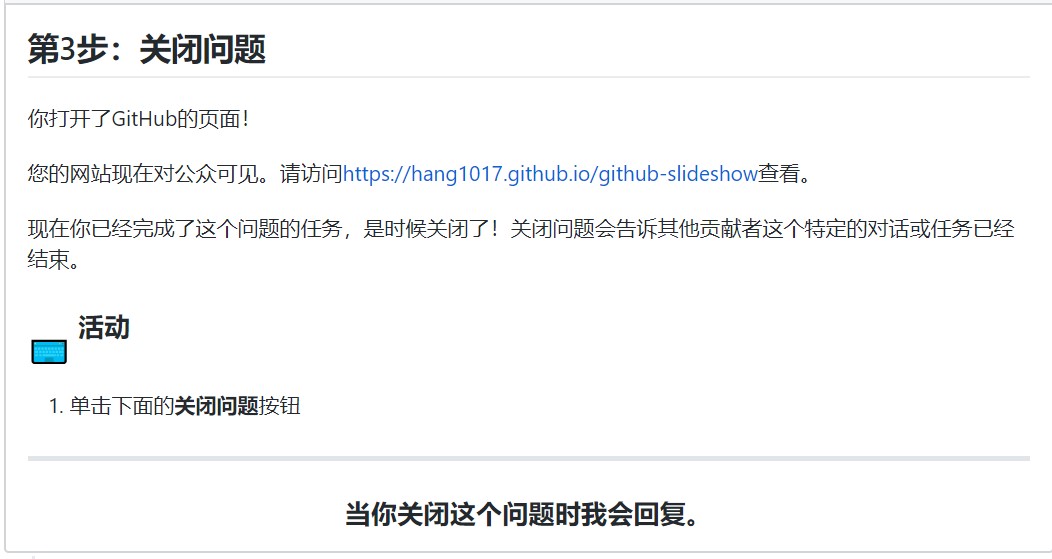 第3步：关闭问题
你打开了GitHub的页面！
您的网站现在对公众可见。请访问https://hang1017.github.io/github-slideshow查看。
现在你已经完成了这个问题的任务，是时候关闭了！关闭问题会告诉其他贡献者这个特定的对话或任务已经
结束。
活动
1. 单击下面的关闭问题按钮
当你关闭这个问题时我会回复。